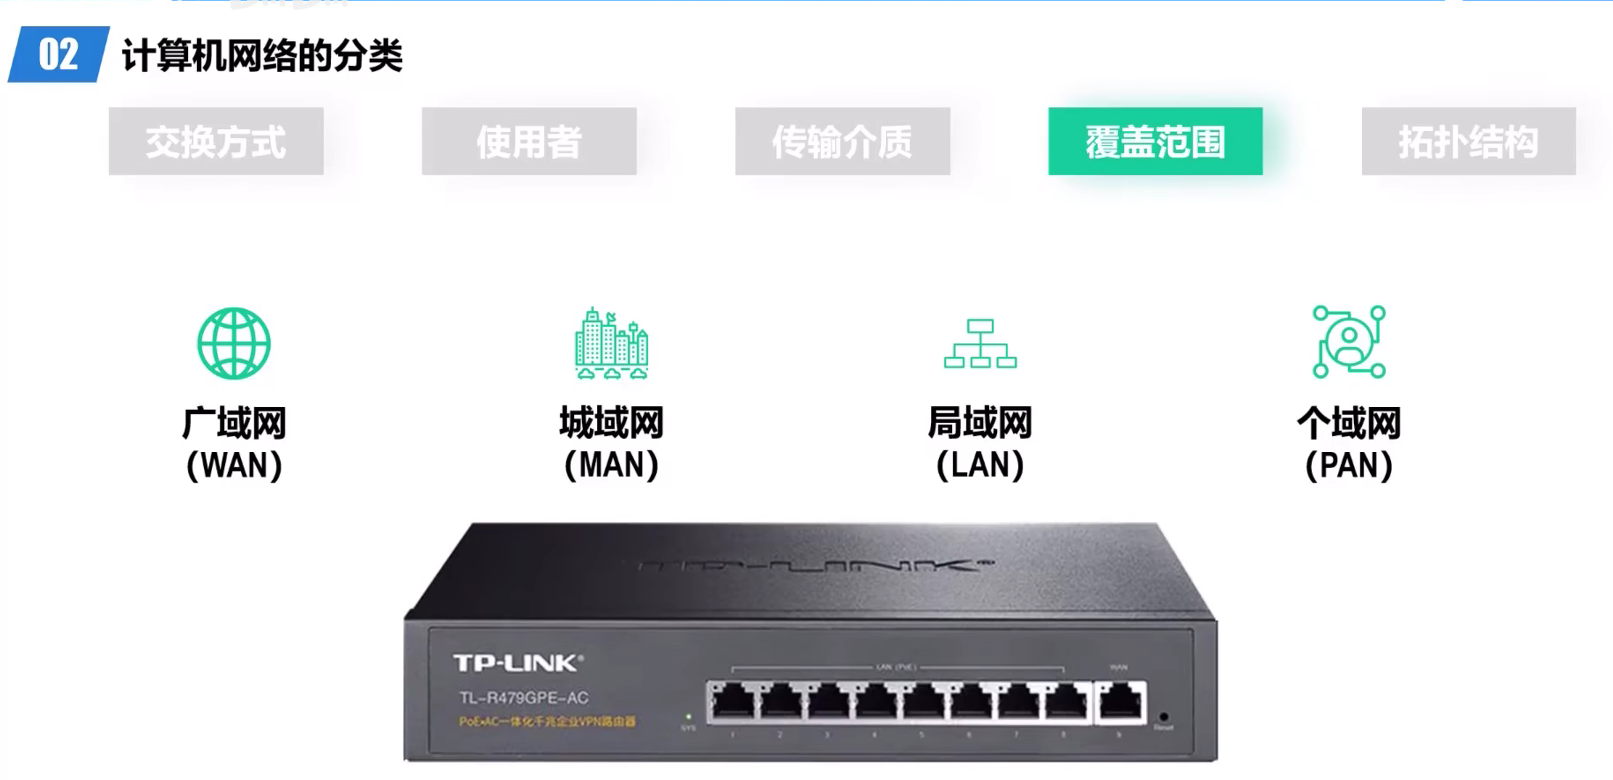 02 计算机网络的分类
交换方式 使用者 传输介质 覆盖范围 拓扑结构
广域网 城域网 局域网 个域网
(WAN) (MAN) (LAN) (PAN)
TP-LINK
TP-LINK®
TL-R479GPE-AC
PoE·AC一体化千兆企业VPN路由器
LAN (PoE) WAN
SYS 1 2 3 4 5 6 7 8 9 Reset